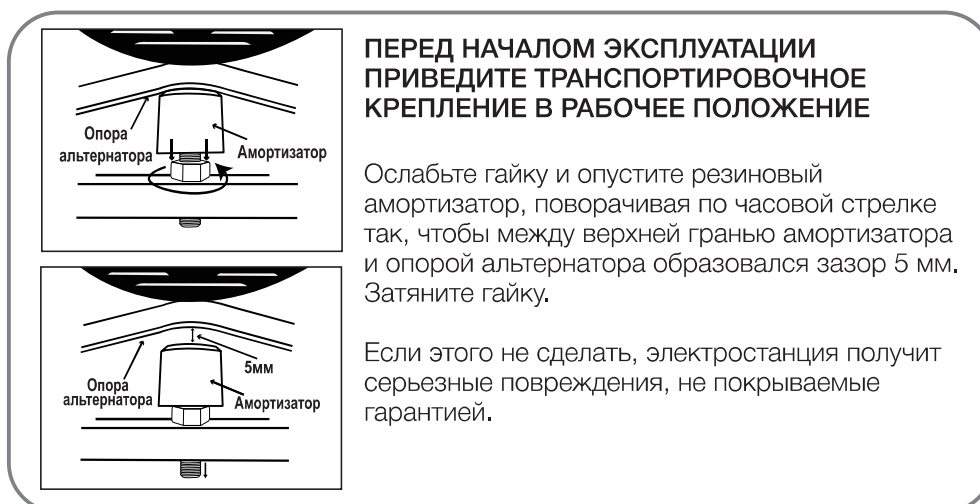 Опора
альтернатора
Амортизатор
5мм
Опора
альтернатора
Амортизатор
ПЕРЕД НАЧАЛОМ ЭКСПЛУАТАЦИИ
ПРИВЕДИТЕ ТРАНСПОРТИРОВОЧНОЕ
КРЕПЛЕНИЕ В РАБОЧЕЕ ПОЛОЖЕНИЕ
Ослабьте гайку и опустите резиновый
амортизатор, поворачивая по часовой стрелке
так, чтобы между верхней гранью амортизатора
и опорой альтернатора образовался зазор 5 мм.
Затяните гайку.
Если этого не сделать, электростанция получит
серьезные повреждения, не покрываемые
гарантией.